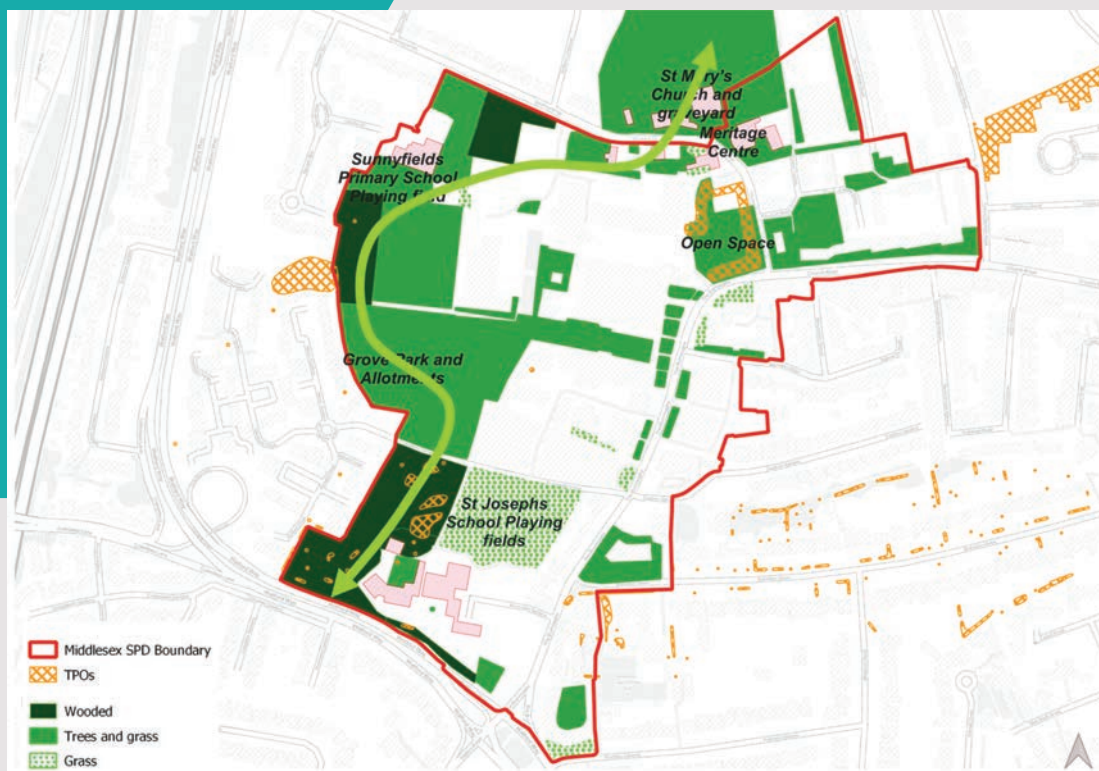 St Mary's
Church and
graveyard
Meritage
Centre
Sunnyfields
Primary School
Playing field
Open Space
Grove Park and
Allotments
St Josephs
School Playing
fields
Middlesex SPD Boundary
TPOs
Wooded
Trees and grass
Grass